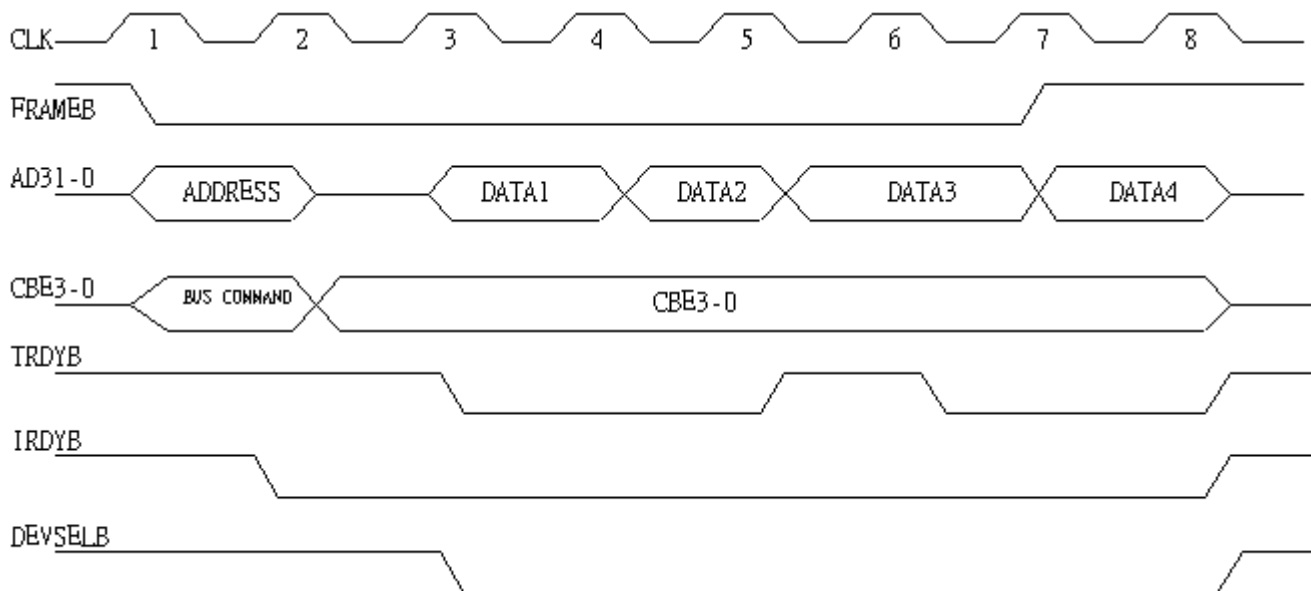 CLK 1 2 3 4 5 6 7 8
FRAMEB
AD31-0 ADDRESS DATA1 DATA2 DATA3 DATA4
CBE3-0 BUS COMMAND CBE3-0
TRDYB
IRDYB
DEVSELB